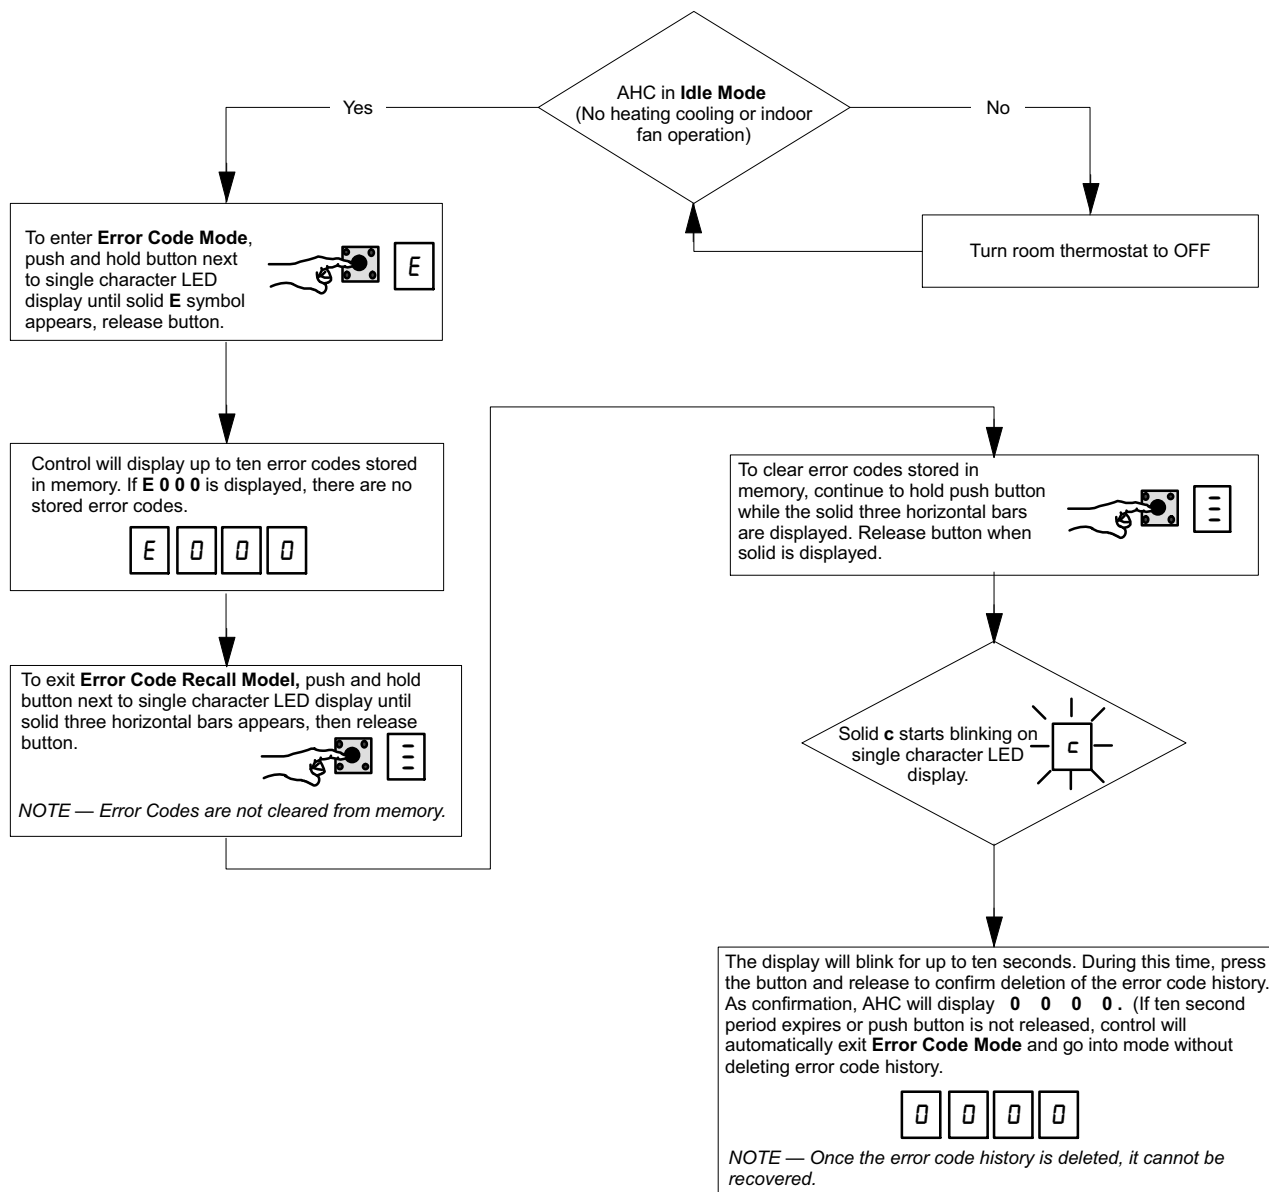 AHC in Idle Mode
(No heating cooling or indoor
fan operation)
Yes
No
To enter Error Code Mode,
push and hold button next
to single character LED
display until solid E symbol
appears, release button.
E
Turn room thermostat to OFF
Control will display up to ten error codes stored
in memory. If E 0 0 0 is displayed, there are no
stored error codes.
E 0 0 0
To exit Error Code Recall Model, push and hold
button next to single character LED display until
solid three horizontal bars appears, then release
button.
NOTE — Error Codes are not cleared from memory.
To clear error codes stored in
memory, continue to hold push button
while the solid three horizontal bars
are displayed. Release button when
solid is displayed.
Solid c starts blinking on
single character LED
display.
c
The display will blink for up to ten seconds. During this time, press
the button and release to confirm deletion of the error code history.
As confirmation, AHC will display 0 0 0 0. (If ten second
period expires or push button is not released, control will
automatically exit Error Code Mode and go into mode without
deleting error code history.
0 0 0 0
NOTE — Once the error code history is deleted, it cannot be
recovered.